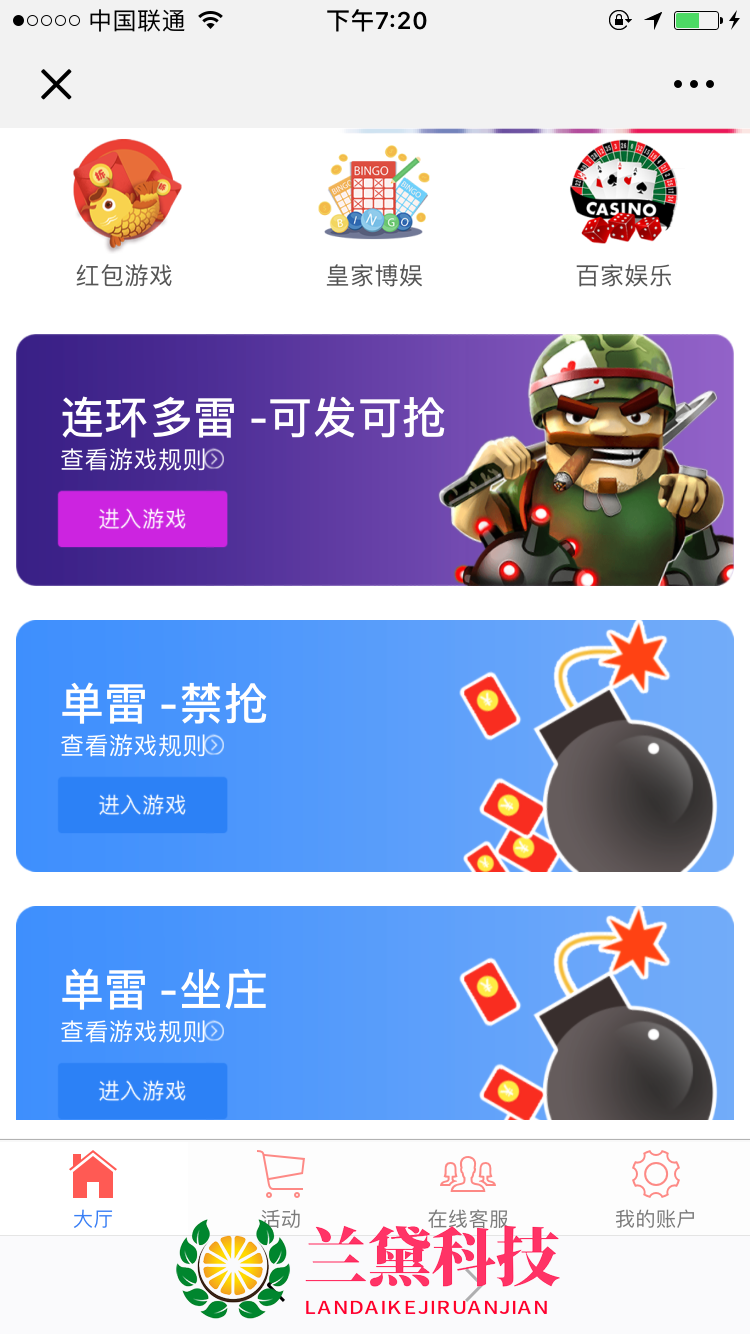 中国联通 下午7:20
BINGO
BINGO BINGO
BINGO
CASINO
红包游戏 皇家博娱 百家娱乐
连环多雷 -可发可抢
查看游戏规则
进入游戏
单雷 -禁抢
查看游戏规则
进入游戏
单雷 -坐庄
查看游戏规则
进入游戏
大厅 活动 在线客服 我的账户
兰黛科技
LANDAIKEJIRUANJIAN